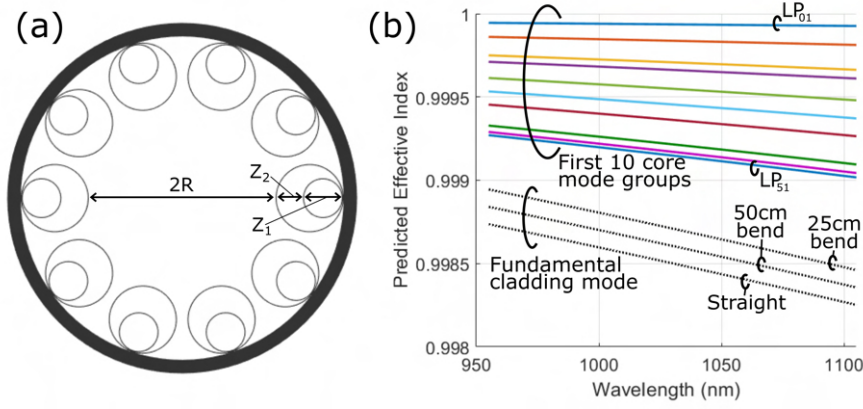 (a)
2R
Z2
Z1
(b)
Predicted Effective Index
1
0.9995
0.999
0.9985
0.998
LP01
First 10 core
mode groups
LP51
50cm
bend
25cm
bend
Fundamental
cladding mode
Straight
950
1000
1050
1100
Wavelength (nm)